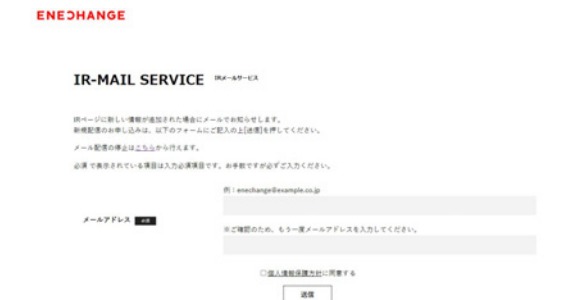 ENECHANGE
IR-MAIL SERVICE IRメールサービス
IRページに新しい情報が追加された場合にメールでお知らせします。
新規配信のお申し込みは、以下のフォームにご記入の上[送信]を押してください。
メール配信の停止はこちらから行えます。
必須 で表示されている項目は入力必須項目です。お手数ですが必ずご入力ください。
例：enechange@example.co.jp
メールアドレス 必須
※ご確認のため、もう一度メールアドレスを入力してください。
個人情報保護方針に同意する
送信